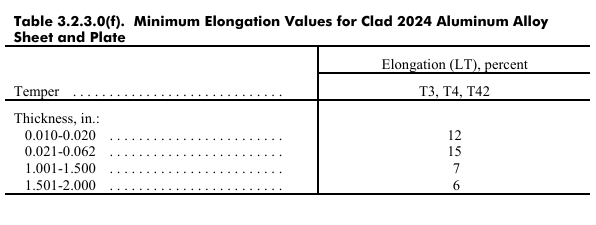 Table 3.2.3.0(f). Minimum Elongation Values for Clad 2024 Aluminum Alloy
Sheet and Plate
Elongation (LT), percent
Temper . . . . . . . . . . . . . . . . . . . . . . . . . . . . . T3, T4, T42
Thickness, in.:
0.010-0.020 . . . . . . . . . . . . . . . . . . . . . . . . 12
0.021-0.062 . . . . . . . . . . . . . . . . . . . . . . . . 15
1.001-1.500 . . . . . . . . . . . . . . . . . . . . . . . . 7
1.501-2.000 . . . . . . . . . . . . . . . . . . . . . . . . 6